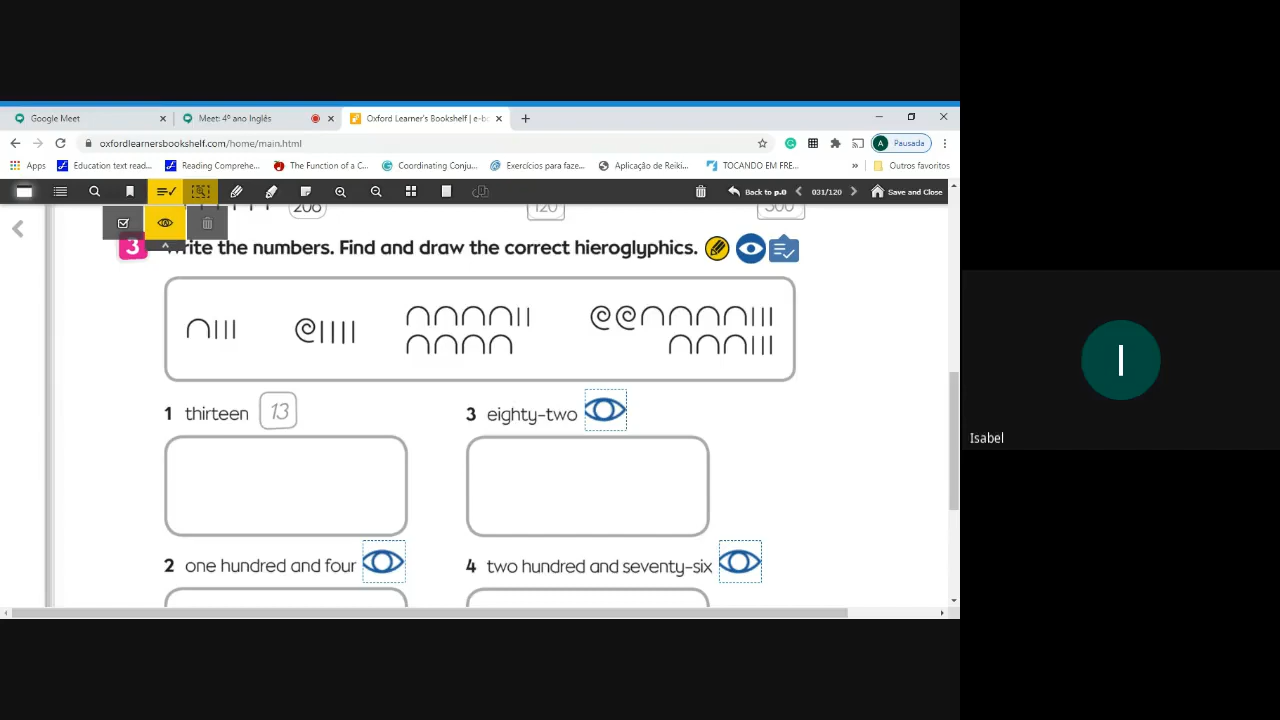 Google Meet
Meet: 4º ano Inglês
Oxford Learner's Bookshelf | e-b
oxfordlearnersbookshelf.com/home/main.html
A Pausada
Apps
Education text read...
Reading Comprehe...
The Function of a C...
Coordinating Conju...
Exercícios para faze...
Aplicação de Reiki...
TOCANDO EM FRE...
»
Outros favoritos
Back to p.0
031/120
Save and Close
206
120
300
3
Write the numbers. Find and draw the correct hieroglyphics.
1 thirteen 13
3 eighty-two
2 one hundred and four
4 two hundred and seventy-six
I
Isabel